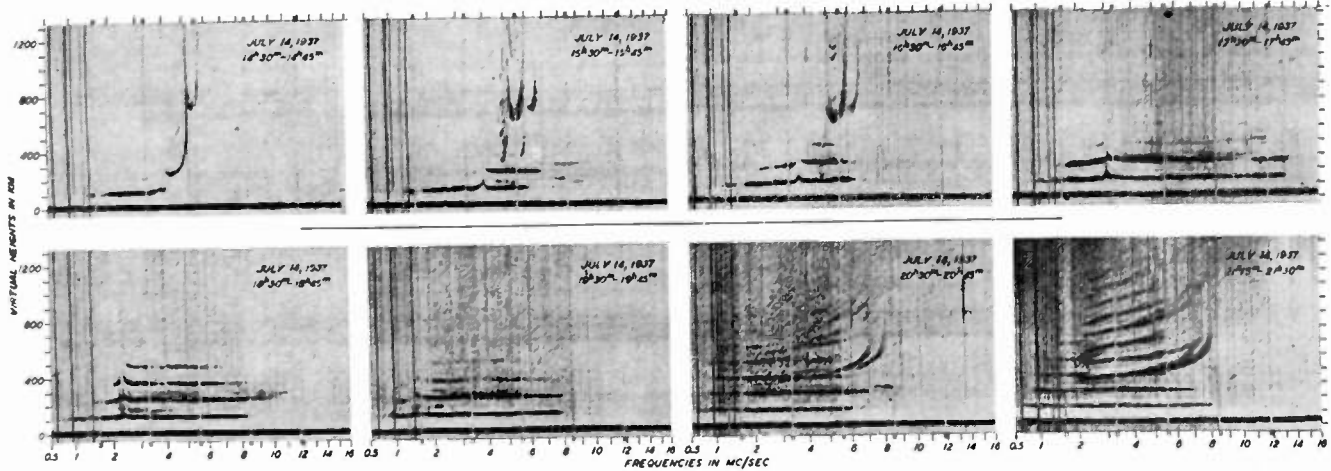 JULY 14, 1937
14ʰ30ᵐ-14ʰ45ᵐ
JULY 14, 1937
15ʰ30ᵐ-15ʰ45ᵐ
JULY 14, 1937
16ʰ30ᵐ-16ʰ45ᵐ
JULY 14, 1937
17ʰ30ᵐ-17ʰ45ᵐ
1200
800
400
0
VIRTUAL HEIGHTS IN KM
JULY 14, 1937
18ʰ30ᵐ-18ʰ45ᵐ
JULY 14, 1937
19ʰ30ᵐ-19ʰ45ᵐ
JULY 14, 1937
20ʰ30ᵐ-20ʰ45ᵐ
JULY 14, 1937
21ʰ15ᵐ-21ʰ30ᵐ
1200
800
400
0
0.5 1 2 4 6 8 10 12 14 16
0.5 1 2 4 6 8 10 12 14 16
0.5 1 2 4 6 8 10 12 14 16
0.5 1 2 4 6 8 10 12 14 16
FREQUENCIES IN MC/SEC